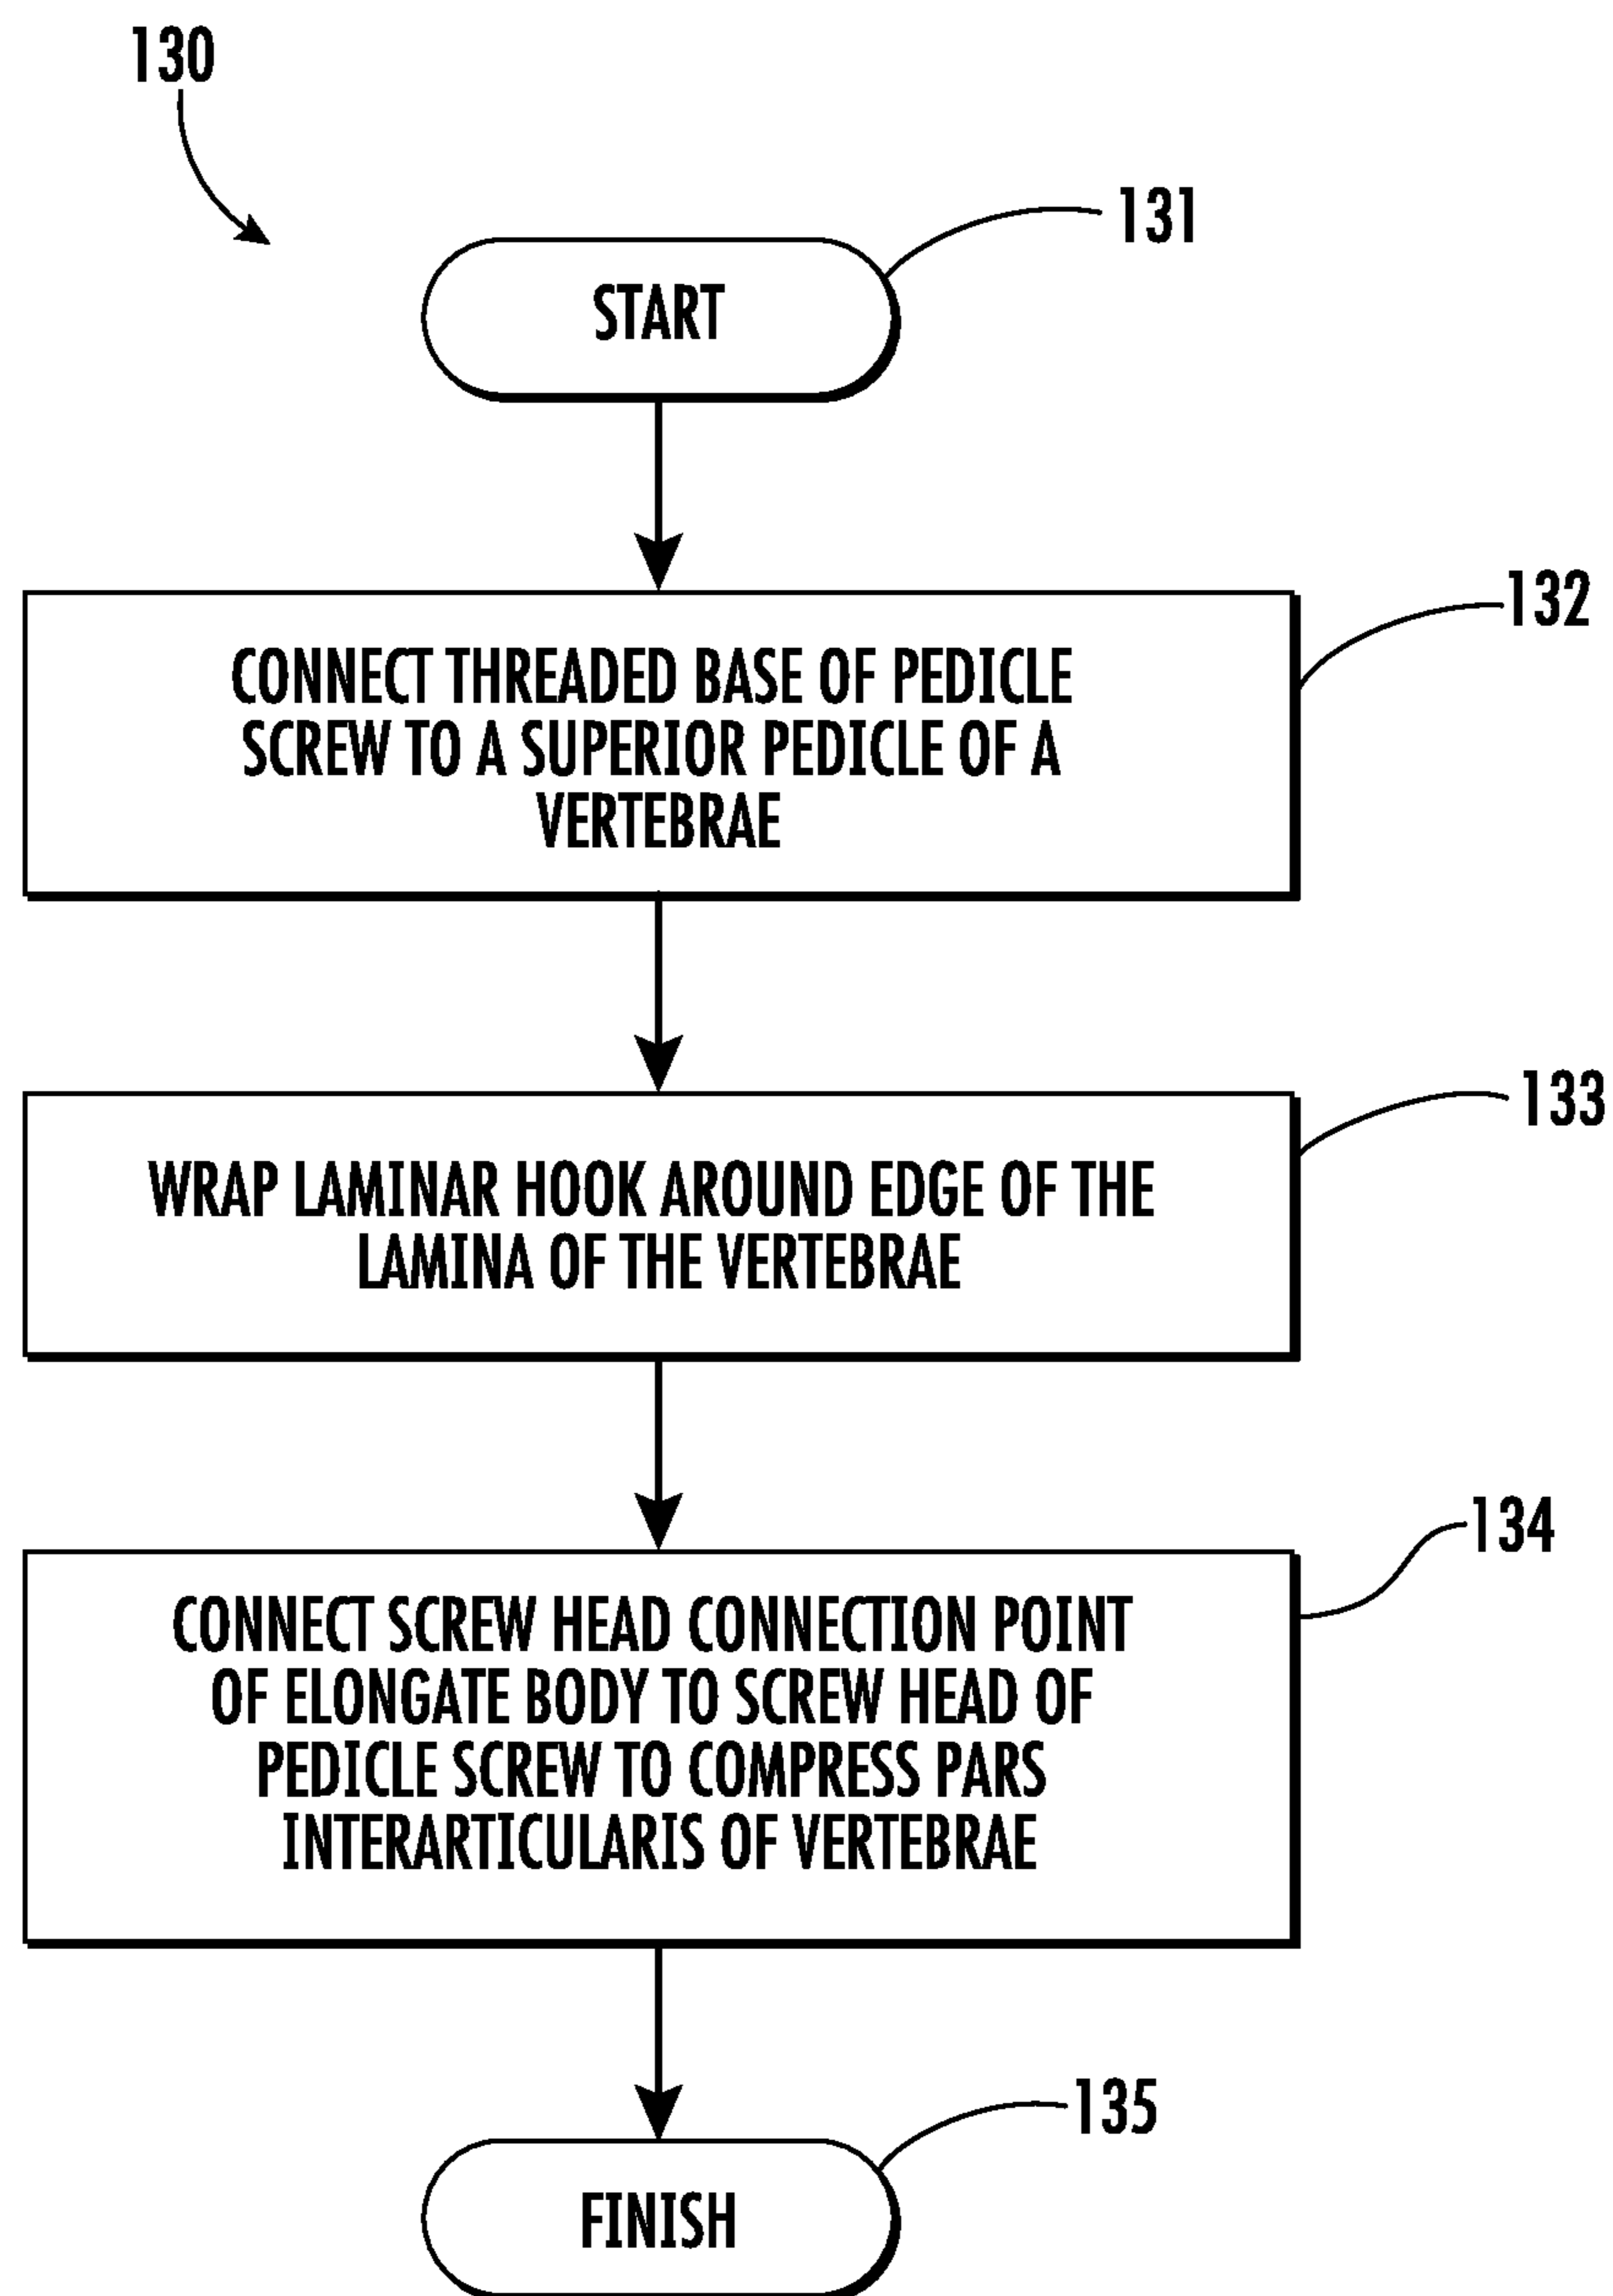 130
131
START
132
CONNECT THREADED BASE OF PEDICLE
SCREW TO A SUPERIOR PEDICLE OF A
VERTEBRAE
133
WRAP LAMINAR HOOK AROUND EDGE OF THE
LAMINA OF THE VERTEBRAE
134
CONNECT SCREW HEAD CONNECTION POINT
OF ELONGATE BODY TO SCREW HEAD OF
PEDICLE SCREW TO COMPRESS PARS
INTERARTICULARIS OF VERTEBRAE
135
FINISH